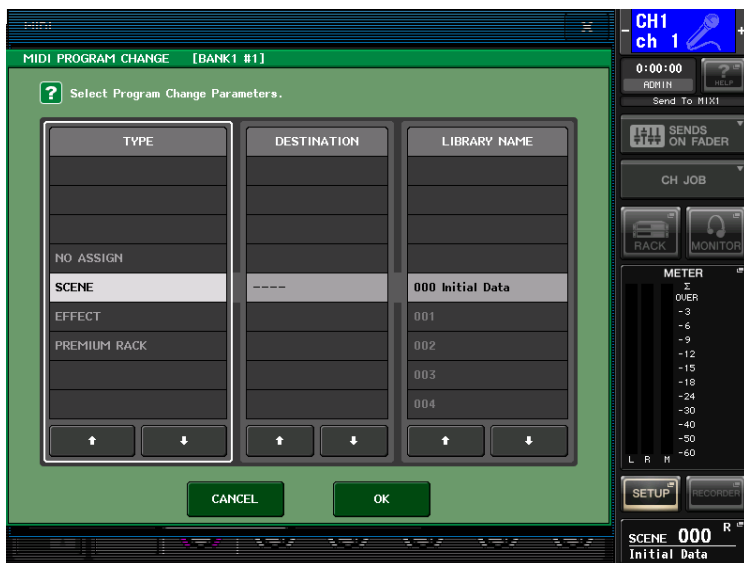 MIDI
X
MIDI PROGRAM CHANGE [BANK1 #1]
? Select Program Change Parameters.
TYPE
NO ASSIGN
SCENE
EFFECT
PREMIUM RACK
DESTINATION
----
LIBRARY NAME
000 Initial Data
001
002
003
004
CANCEL
OK
- CH1 +
ch 1
0:00:00
ADMIN
?
HELP
Send To MIX1
SENDS
ON FADER
CH JOB
RACK
MONITOR
METER
Σ
OVER
-3
-6
-9
-12
-15
-18
-24
-30
-40
-50
-60
L R M
SETUP
RECORDER
SCENE 000 R
Initial Data